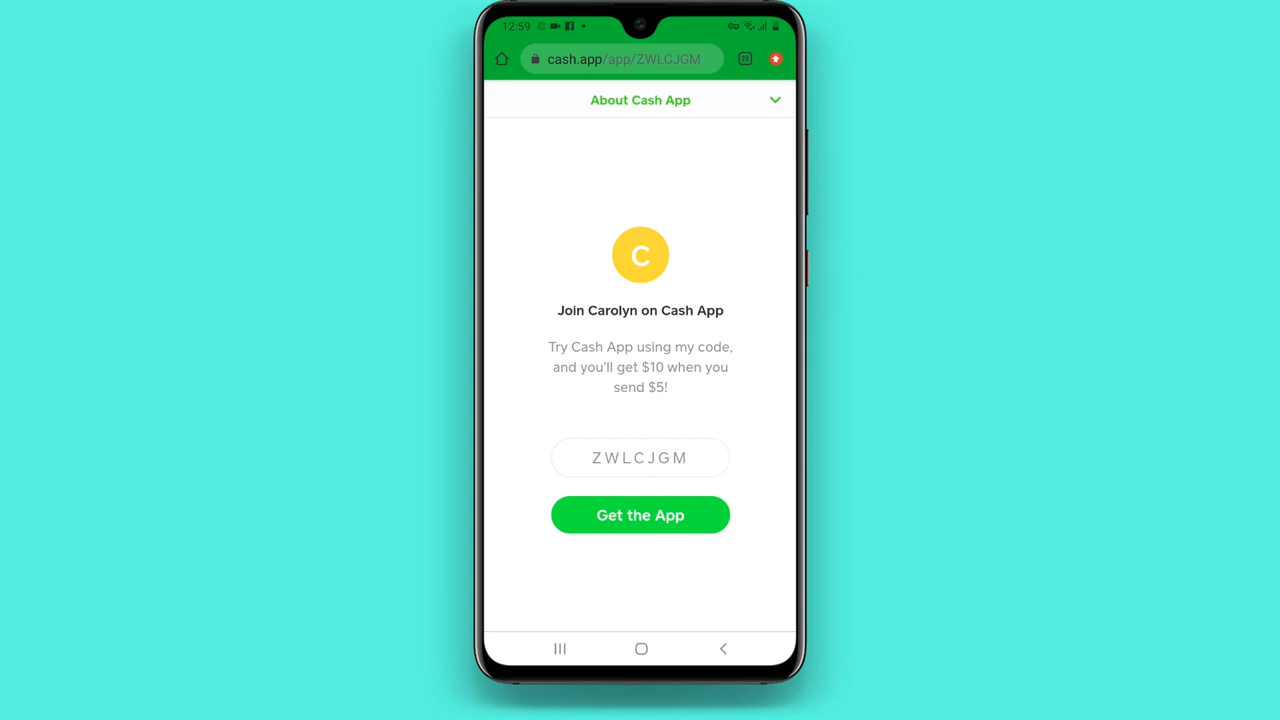 12:59
cash.app/app/ZWLCJGM
26
About Cash App
C
Join Carolyn on Cash App
Try Cash App using my code,
and you'll get $10 when you
send $5!
ZWLCJGM
Get the App